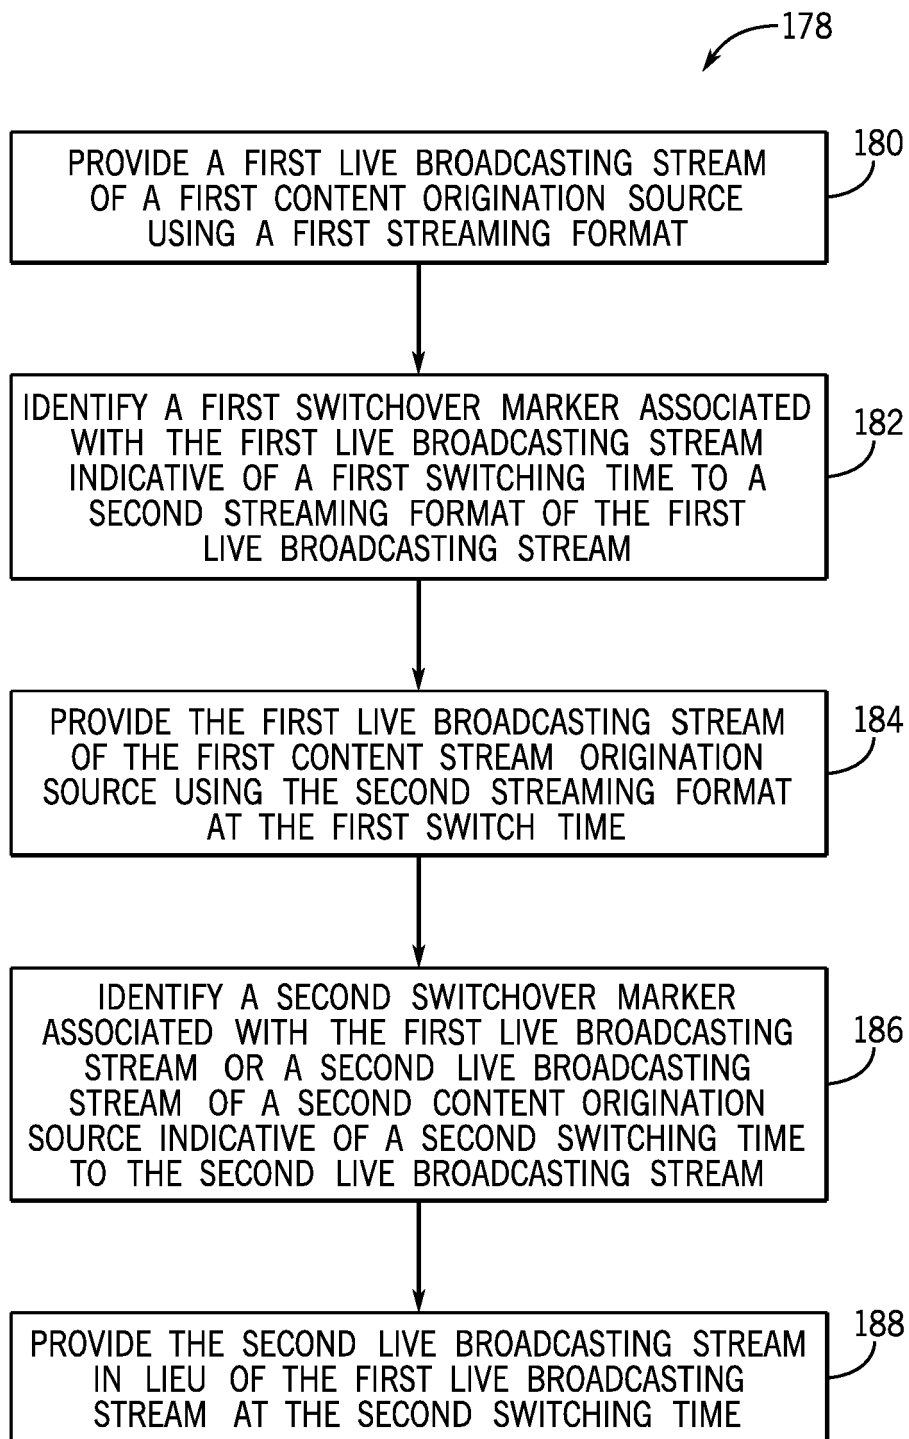 178
PROVIDE A FIRST LIVE BROADCASTING STREAM
OF A FIRST CONTENT ORIGINATION SOURCE
USING A FIRST STREAMING FORMAT
180
IDENTIFY A FIRST SWITCHOVER MARKER ASSOCIATED
WITH THE FIRST LIVE BROADCASTING STREAM
INDICATIVE OF A FIRST SWITCHING TIME TO A
SECOND STREAMING FORMAT OF THE FIRST
LIVE BROADCASTING STREAM
182
PROVIDE THE FIRST LIVE BROADCASTING STREAM
OF THE FIRST CONTENT STREAM ORIGINATION
SOURCE USING THE SECOND STREAMING FORMAT
AT THE FIRST SWITCH TIME
184
IDENTIFY A SECOND SWITCHOVER MARKER
ASSOCIATED WITH THE FIRST LIVE BROADCASTING
STREAM OR A SECOND LIVE BROADCASTING
STREAM OF A SECOND CONTENT ORIGINATION
SOURCE INDICATIVE OF A SECOND SWITCHING TIME
TO THE SECOND LIVE BROADCASTING STREAM
186
PROVIDE THE SECOND LIVE BROADCASTING STREAM
IN LIEU OF THE FIRST LIVE BROADCASTING
STREAM AT THE SECOND SWITCHING TIME
188